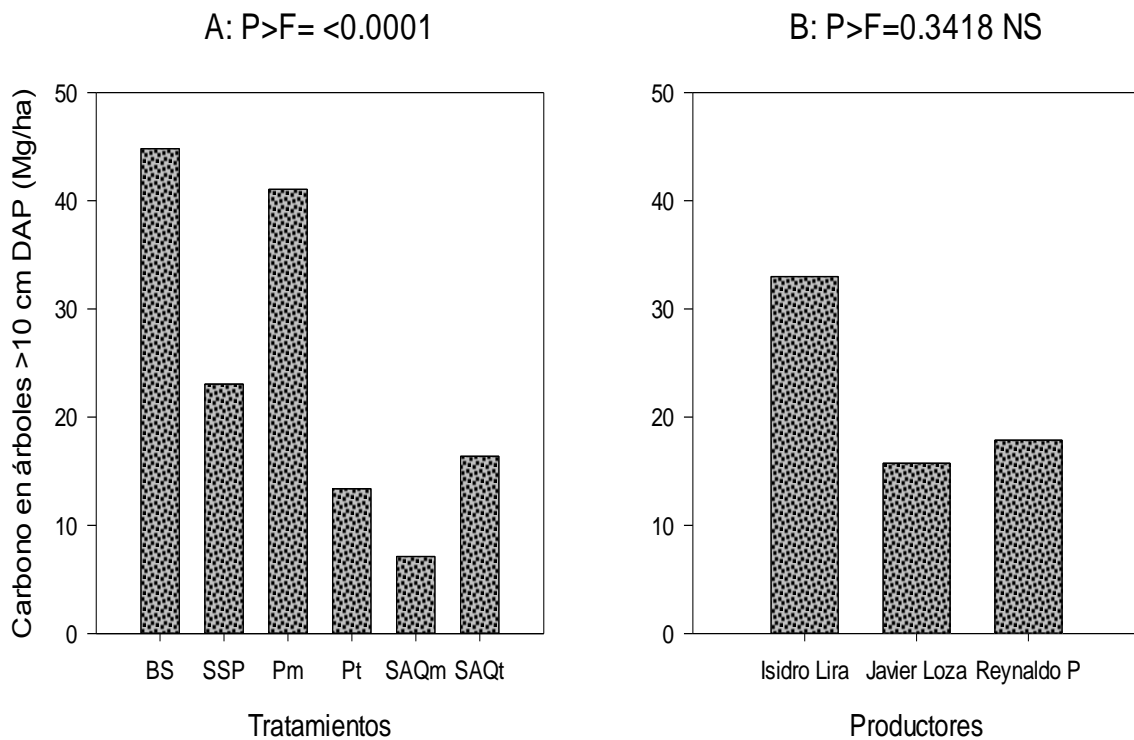 A: P>F= <0.0001
B: P>F=0.3418 NS
Carbono en árboles >10 cm DAP (Mg/ha)
50
40
30
20
10
0
BS SSP Pm Pt SAQm SAQt
Tratamientos
50
40
30
20
10
0
Isidro Lira Javier Loza Reynaldo P
Productores